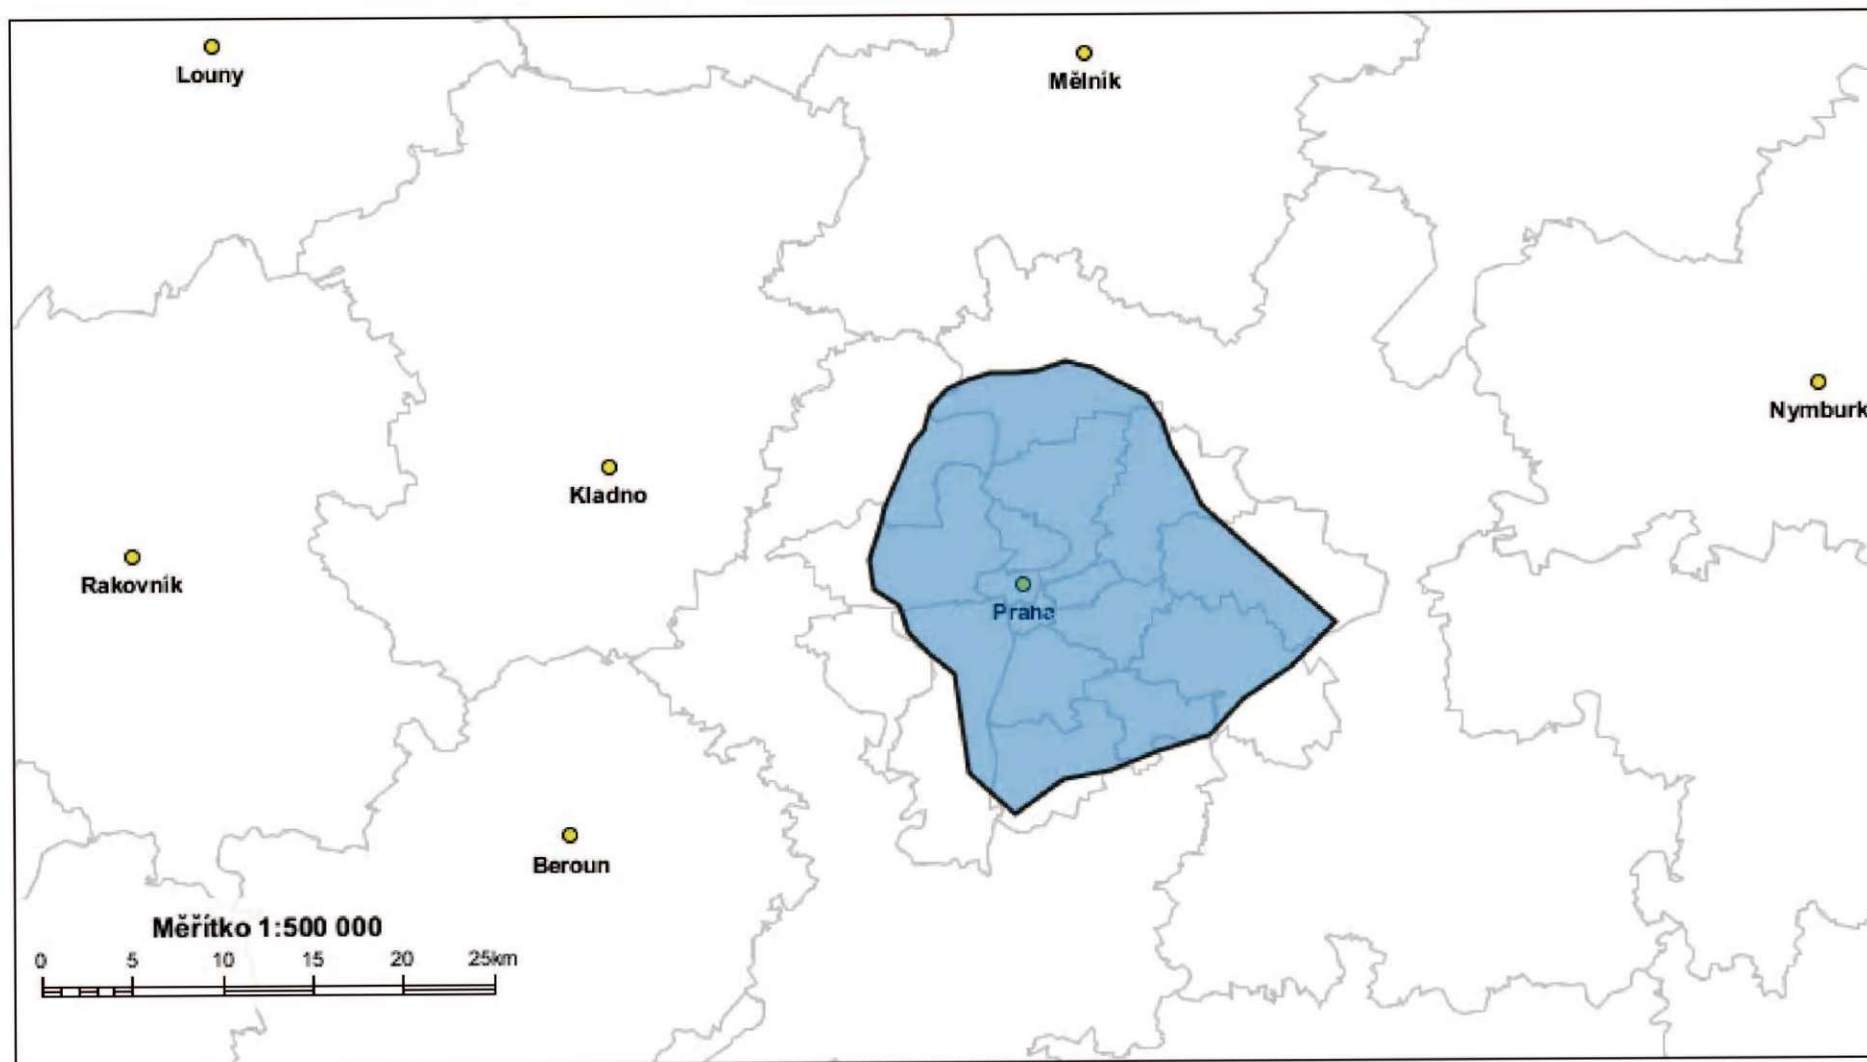 Louny
Mělník
Nymburk
Kladno
Rakovník
Praha
Beroun
Měřítko 1:500 000
0 5 10 15 20 25km